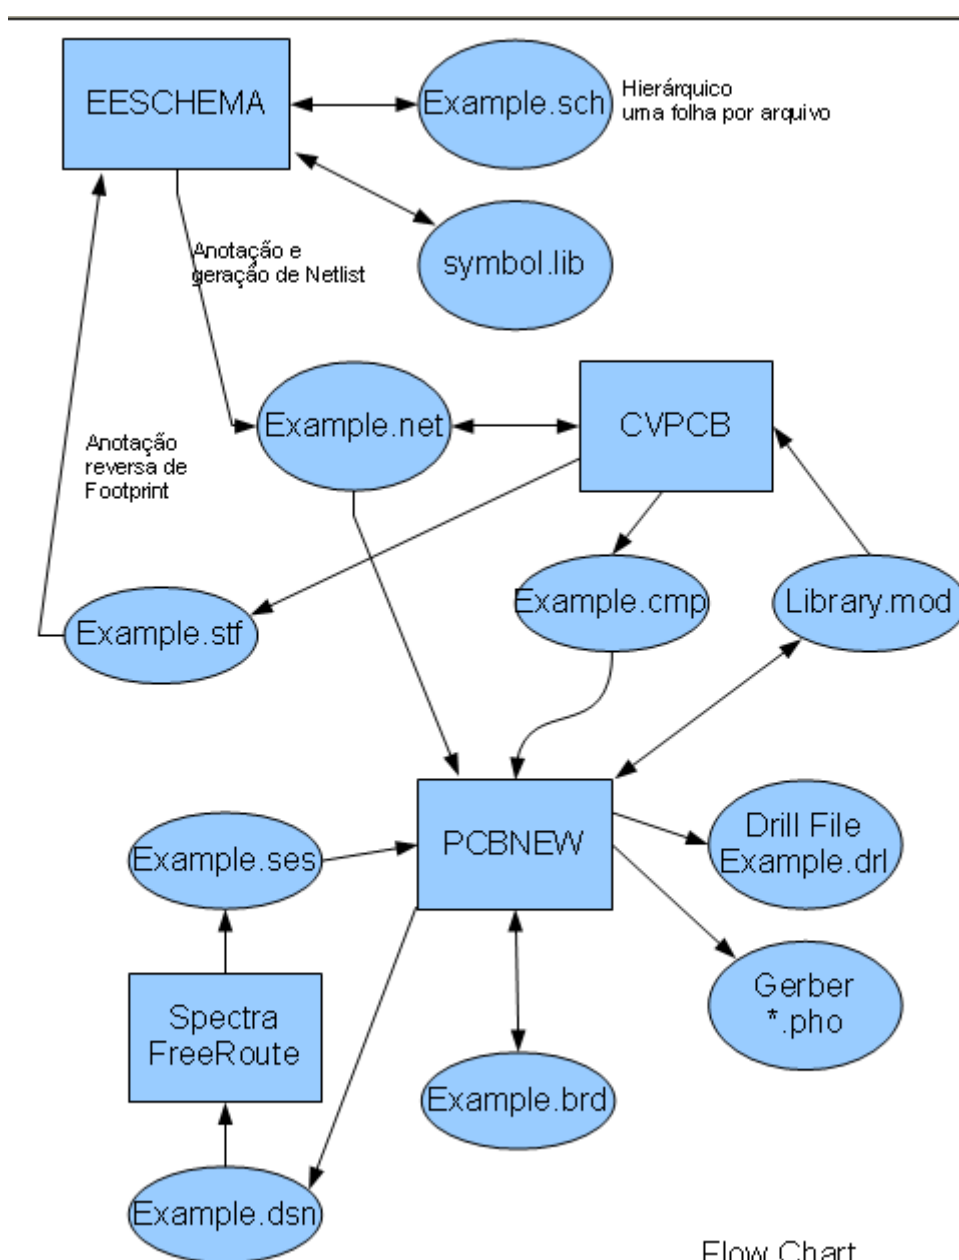 EESCHEMA
Example.sch
Hierárquico
uma folha por arquivo
Anotação e
geração de Netlist
symbol.lib
Example.net
CVPCB
Anotação
reversa de
Footprint
Example.stf
Example.cmp
Library.mod
Example.ses
PCBNEW
Drill File
Example.drl
Spectra
FreeRoute
Gerber
*.pho
Example.brd
Example.dsn
Flow Chart